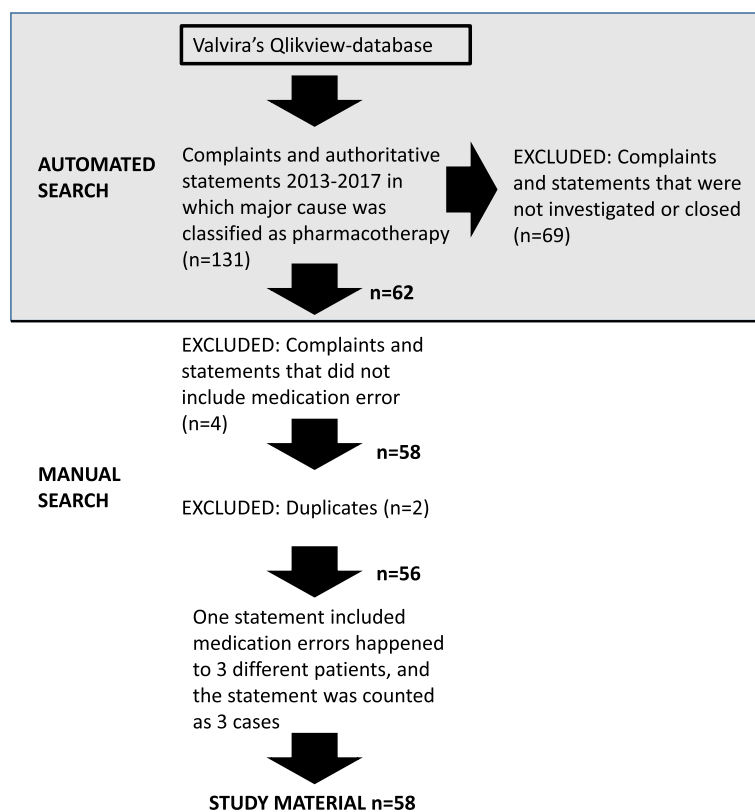 Valvira's Qlikview-database
AUTOMATED
SEARCH
Complaints and authoritative
statements 2013-2017 in
which major cause was
classified as pharmacotherapy
(n=131)
EXCLUDED: Complaints
and statements that were
not investigated or closed
(n=69)
n=62
EXCLUDED: Complaints and
statements that did not
include medication error
(n=4)
n=58
MANUAL
SEARCH
EXCLUDED: Duplicates (n=2)
n=56
One statement included
medication errors happened
to 3 different patients, and
the statement was counted
as 3 cases
STUDY MATERIAL n=58